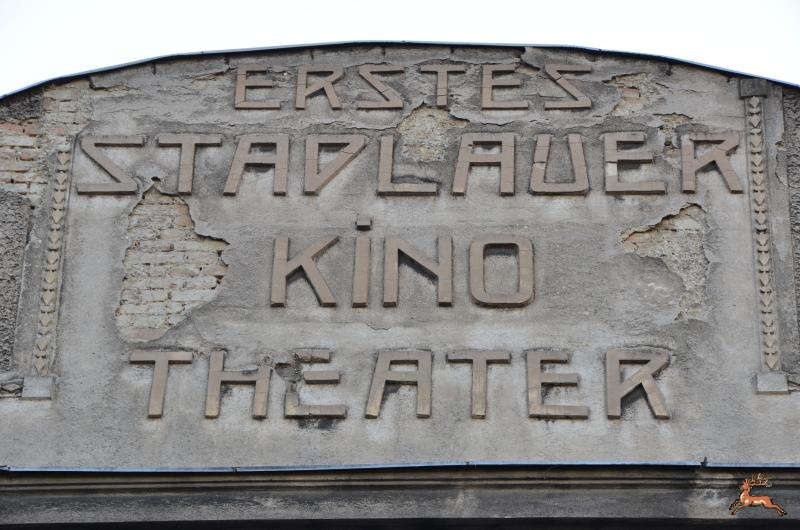 ERSTES
STADLAUER
KiNO
THEATER